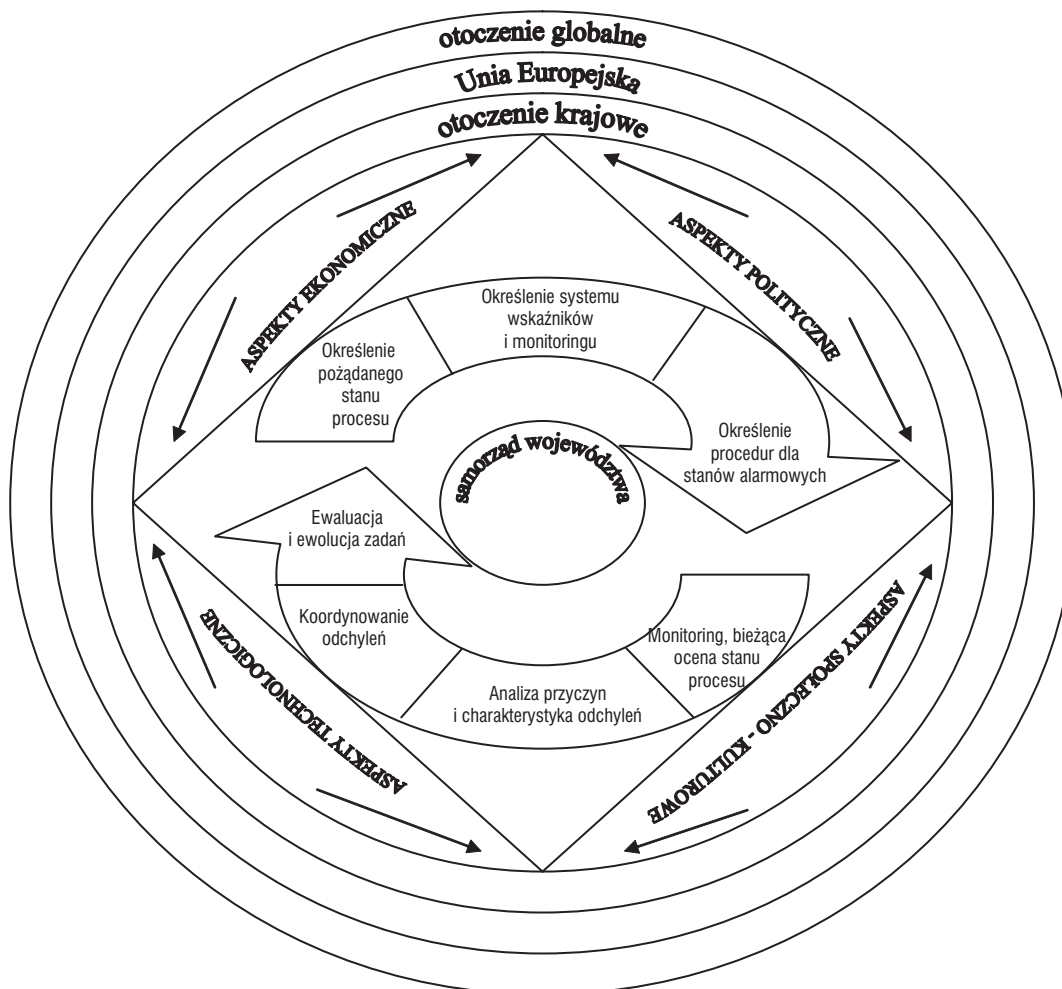 otoczenie globalne
Unia Europejska
otoczenie krajowe
ASPEKTY EKONOMICZNE
ASPEKTY POLITYCZNE
Określenie systemu
wskaźników
i monitoringu
Określenie
pożądanego
stanu
procesu
Określenie
procedur dla
stanów alarmowych
samorząd województwa
Ewaluacja
i ewolucja zadań
Koordynowanie
odchyleń
Monitoring, bieżąca
ocena stanu
procesu
Analiza przyczyn
i charakterystyka odchyleń
ASPEKTY TECHNOLOGICZNE
ASPEKTY SPOŁECZNO - KULTUROWE